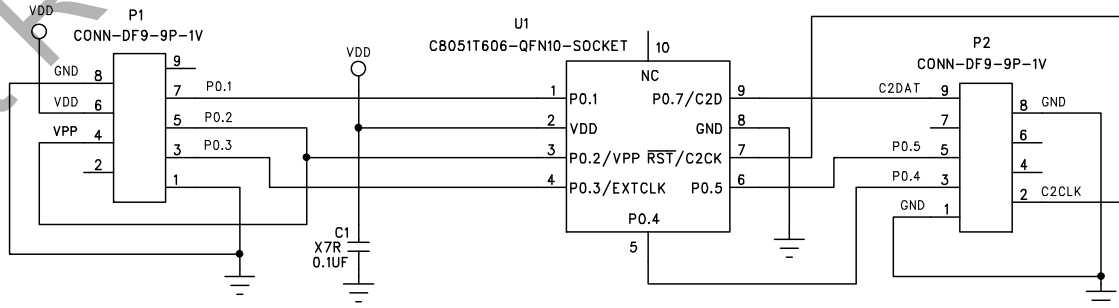 VDD
P1
CONN-DF9-9P-1V
GND 8
VDD 6
VPP 4
2
9
7 P0.1
5 P0.2
3 P0.3
1
VDD
C1
X7R
0.1UF
U1
C8051T606-QFN10-SOCKET
10
NC
1 P0.1
2 VDD
3 P0.2/VPP
4 P0.3/EXTCLK
P0.7/C2D 9
GND 8
RST/C2CK 7
P0.5 6
P0.4
5
P2
CONN-DF9-9P-1V
C2DAT 9
7
P0.5 5
P0.4 3
GND 1
8 GND
6
4
2 C2CLK